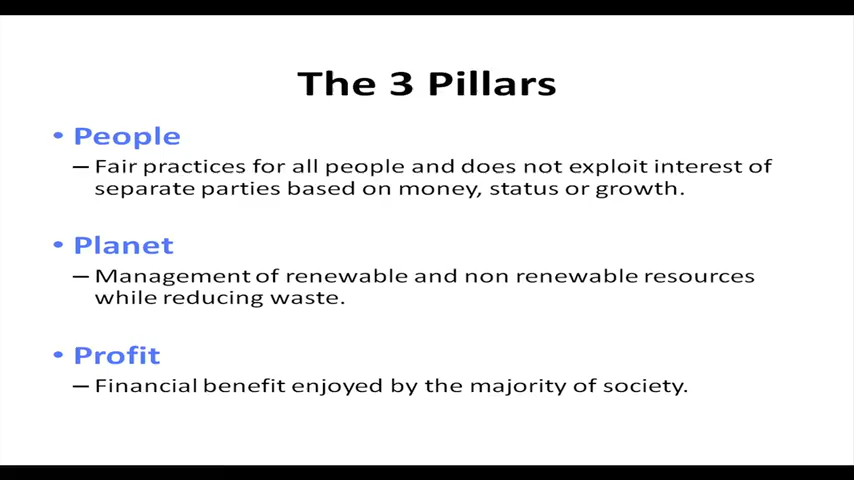 The 3 Pillars
• People
– Fair practices for all people and does not exploit interest of
separate parties based on money, status or growth.
• Planet
– Management of renewable and non renewable resources
while reducing waste.
• Profit
– Financial benefit enjoyed by the majority of society.